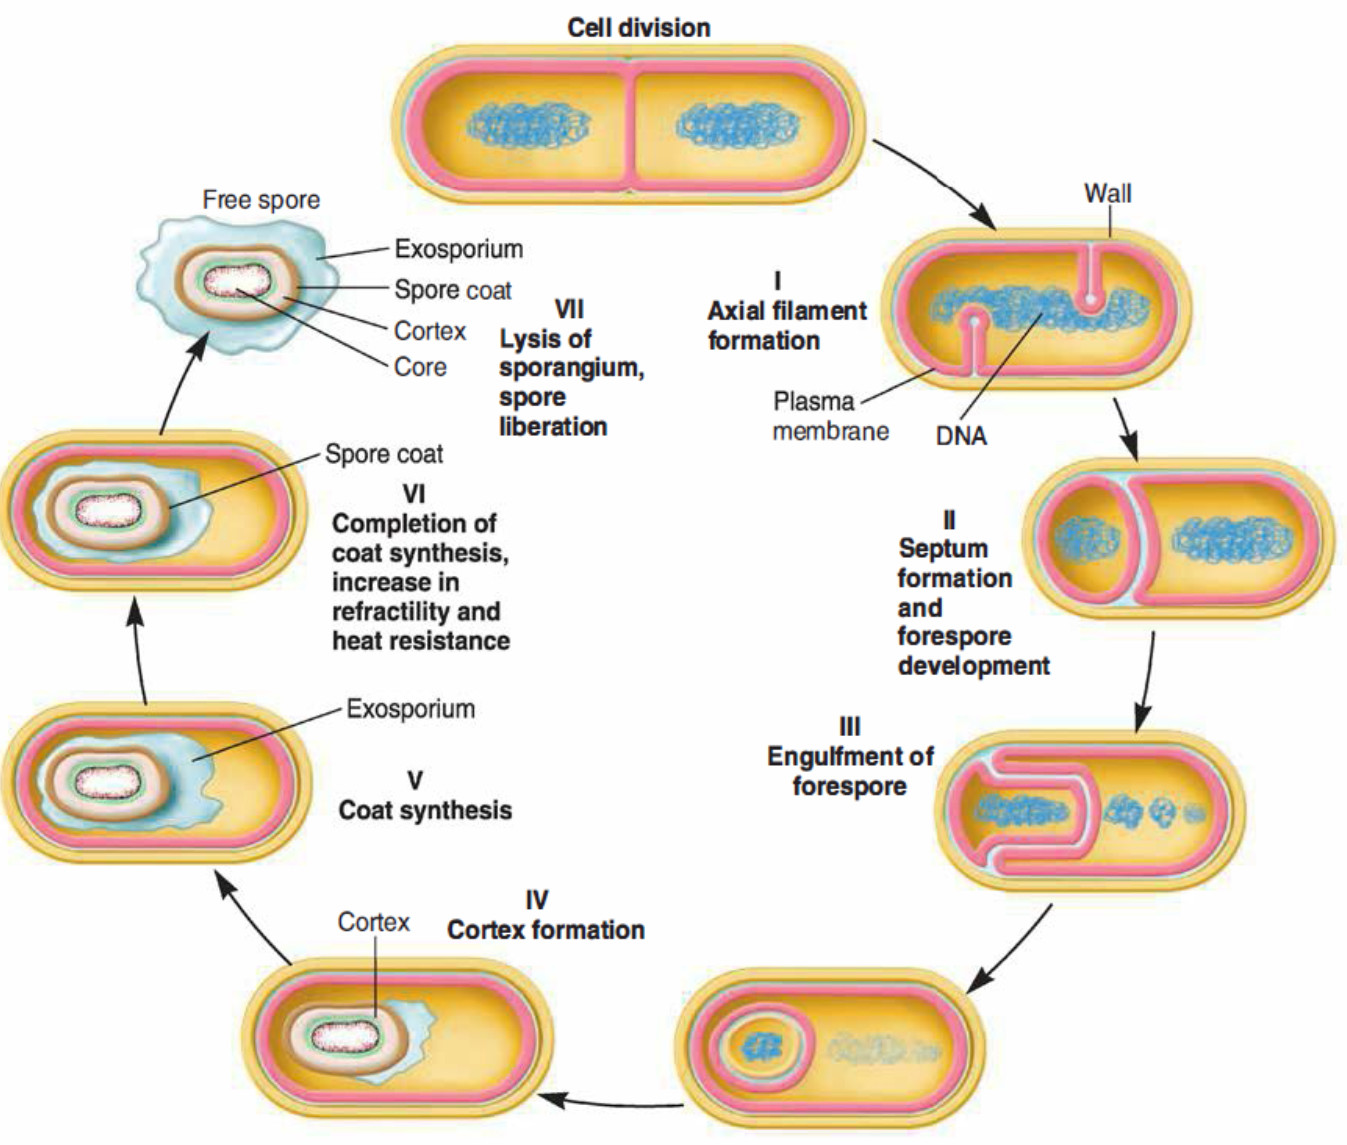 Cell division
Wall
I
Axial filament
formation
Plasma
membrane
DNA
II
Septum
formation
and
forespore
development
III
Engulfment of
forespore
IV
Cortex formation
Cortex
V
Coat synthesis
Exosporium
VI
Completion of
coat synthesis,
increase in
refractility and
heat resistance
Spore coat
VII
Lysis of
sporangium,
spore
liberation
Free spore
Exosporium
Spore coat
Cortex
Core